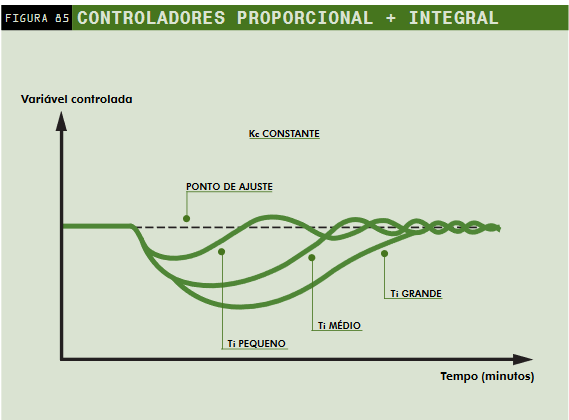 FIGURA 85 CONTROLADORES PROPORCIONAL + INTEGRAL
Variável controlada
Kc CONSTANTE
PONTO DE AJUSTE
Ti GRANDE
Ti MÉDIO
Ti PEQUENO
Tempo (minutos)